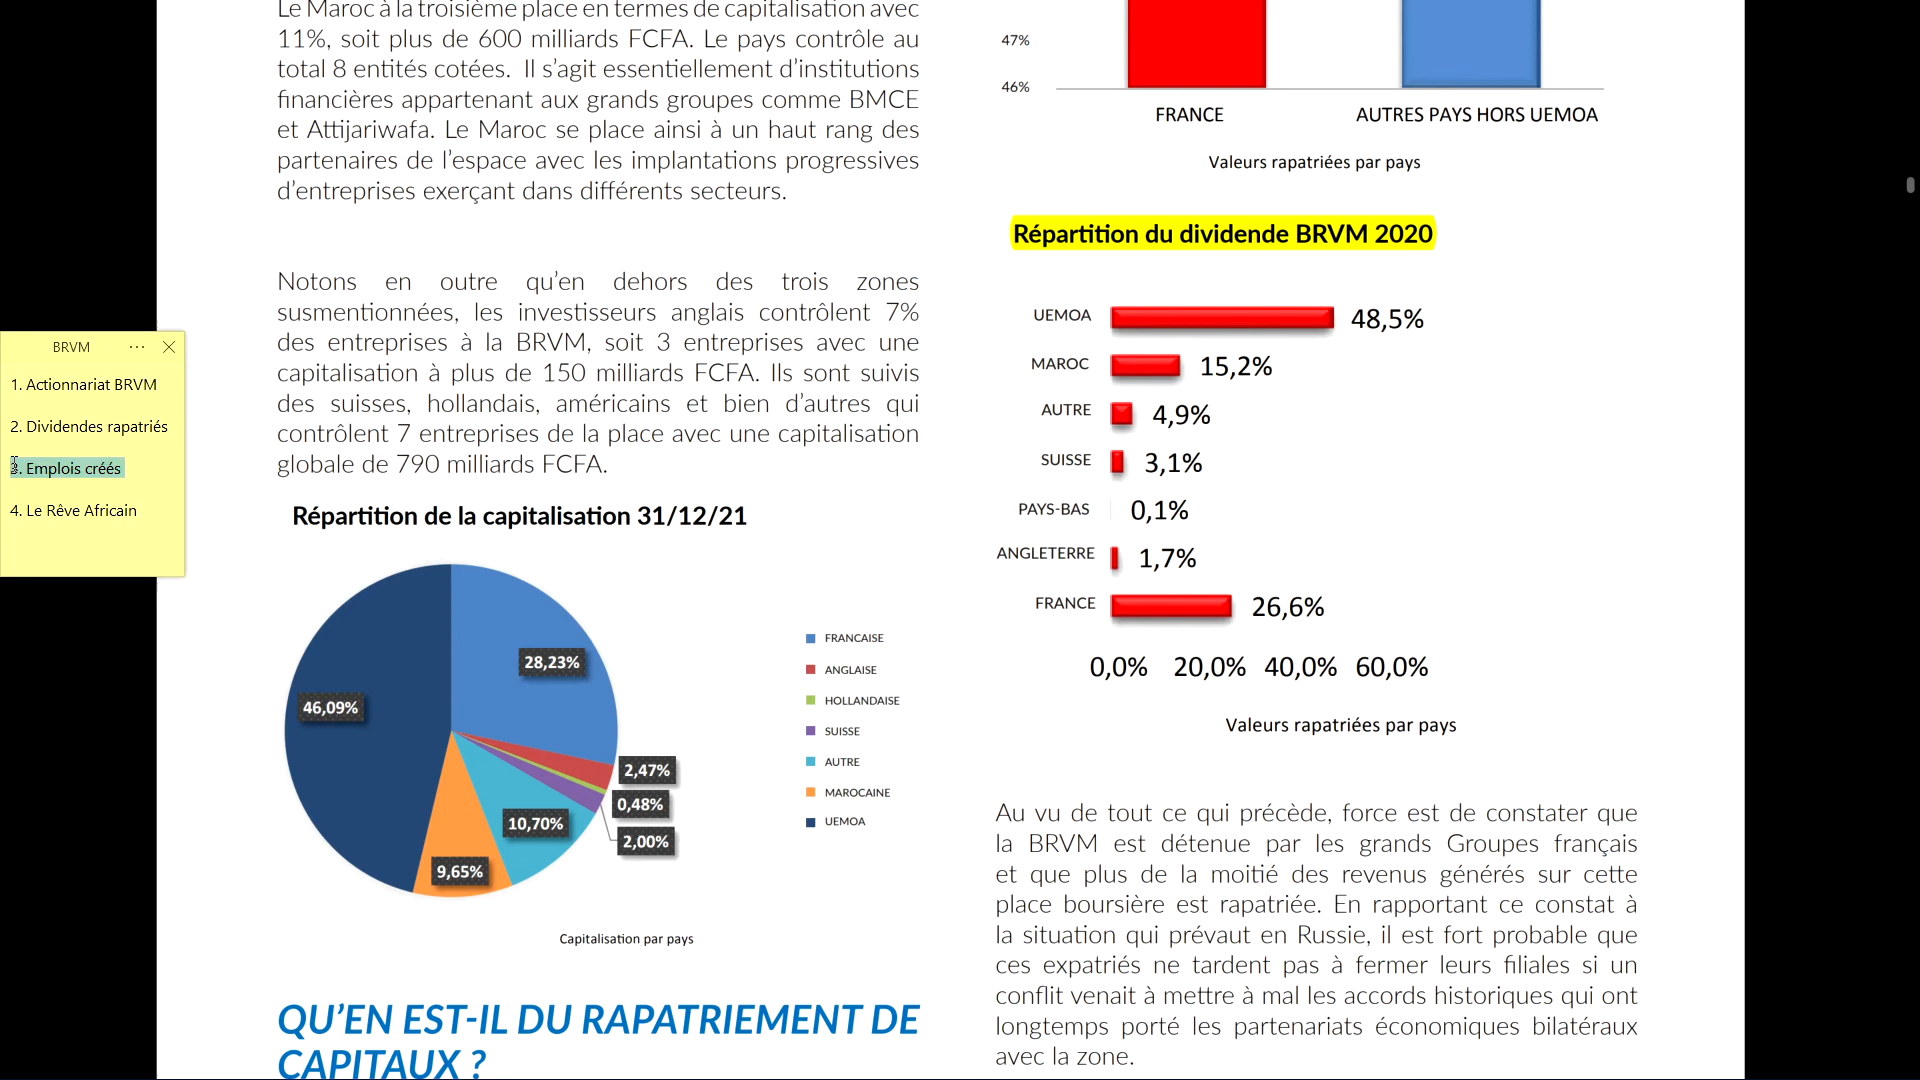 Le Maroc à la troisième place en termes de capitalisation avec
11%, soit plus de 600 milliards FCFA. Le pays contrôle au
total 8 entités cotées. Il s’agit essentiellement d’institutions
financières appartenant aux grands groupes comme BMCE
et Attijariwafa. Le Maroc se place ainsi à un haut rang des
partenaires de l’espace avec les implantations progressives
d’entreprises exerçant dans différents secteurs.
Notons en outre qu’en dehors des trois zones
susmentionnées, les investisseurs anglais contrôlent 7%
des entreprises à la BRVM, soit 3 entreprises avec une
capitalisation à plus de 150 milliards FCFA. Ils sont suivis
des suisses, hollandais, américains et bien d’autres qui
contrôlent 7 entreprises de la place avec une capitalisation
globale de 790 milliards FCFA.
Répartition de la capitalisation 31/12/21
28,23%
46,09%
2,47%
0,48%
2,00%
10,70%
9,65%
FRANCAISE
ANGLAISE
HOLLANDAISE
SUISSE
AUTRE
MAROCAINE
UEMOA
Capitalisation par pays
QU’EN EST-IL DU RAPATRIEMENT DE
CAPITAUX ?
47%
46%
FRANCE
AUTRES PAYS HORS UEMOA
Valeurs rapatriées par pays
Répartition du dividende BRVM 2020
UEMOA 48,5%
MAROC 15,2%
AUTRE 4,9%
SUISSE 3,1%
PAYS-BAS 0,1%
ANGLETERRE 1,7%
FRANCE 26,6%
0,0% 20,0% 40,0% 60,0%
Valeurs rapatriées par pays
Au vu de tout ce qui précède, force est de constater que
la BRVM est détenue par les grands Groupes français
et que plus de la moitié des revenus générés sur cette
place boursière est rapatriée. En rapportant ce constat à
la situation qui prévaut en Russie, il est fort probable que
ces expatriés ne tardent pas à fermer leurs filiales si un
conflit venait à mettre à mal les accords historiques qui ont
longtemps porté les partenariats économiques bilatéraux
avec la zone.
BRVM
1. Actionnariat BRVM
2. Dividendes rapatriés
3. Emplois créés
4. Le Rêve Africain